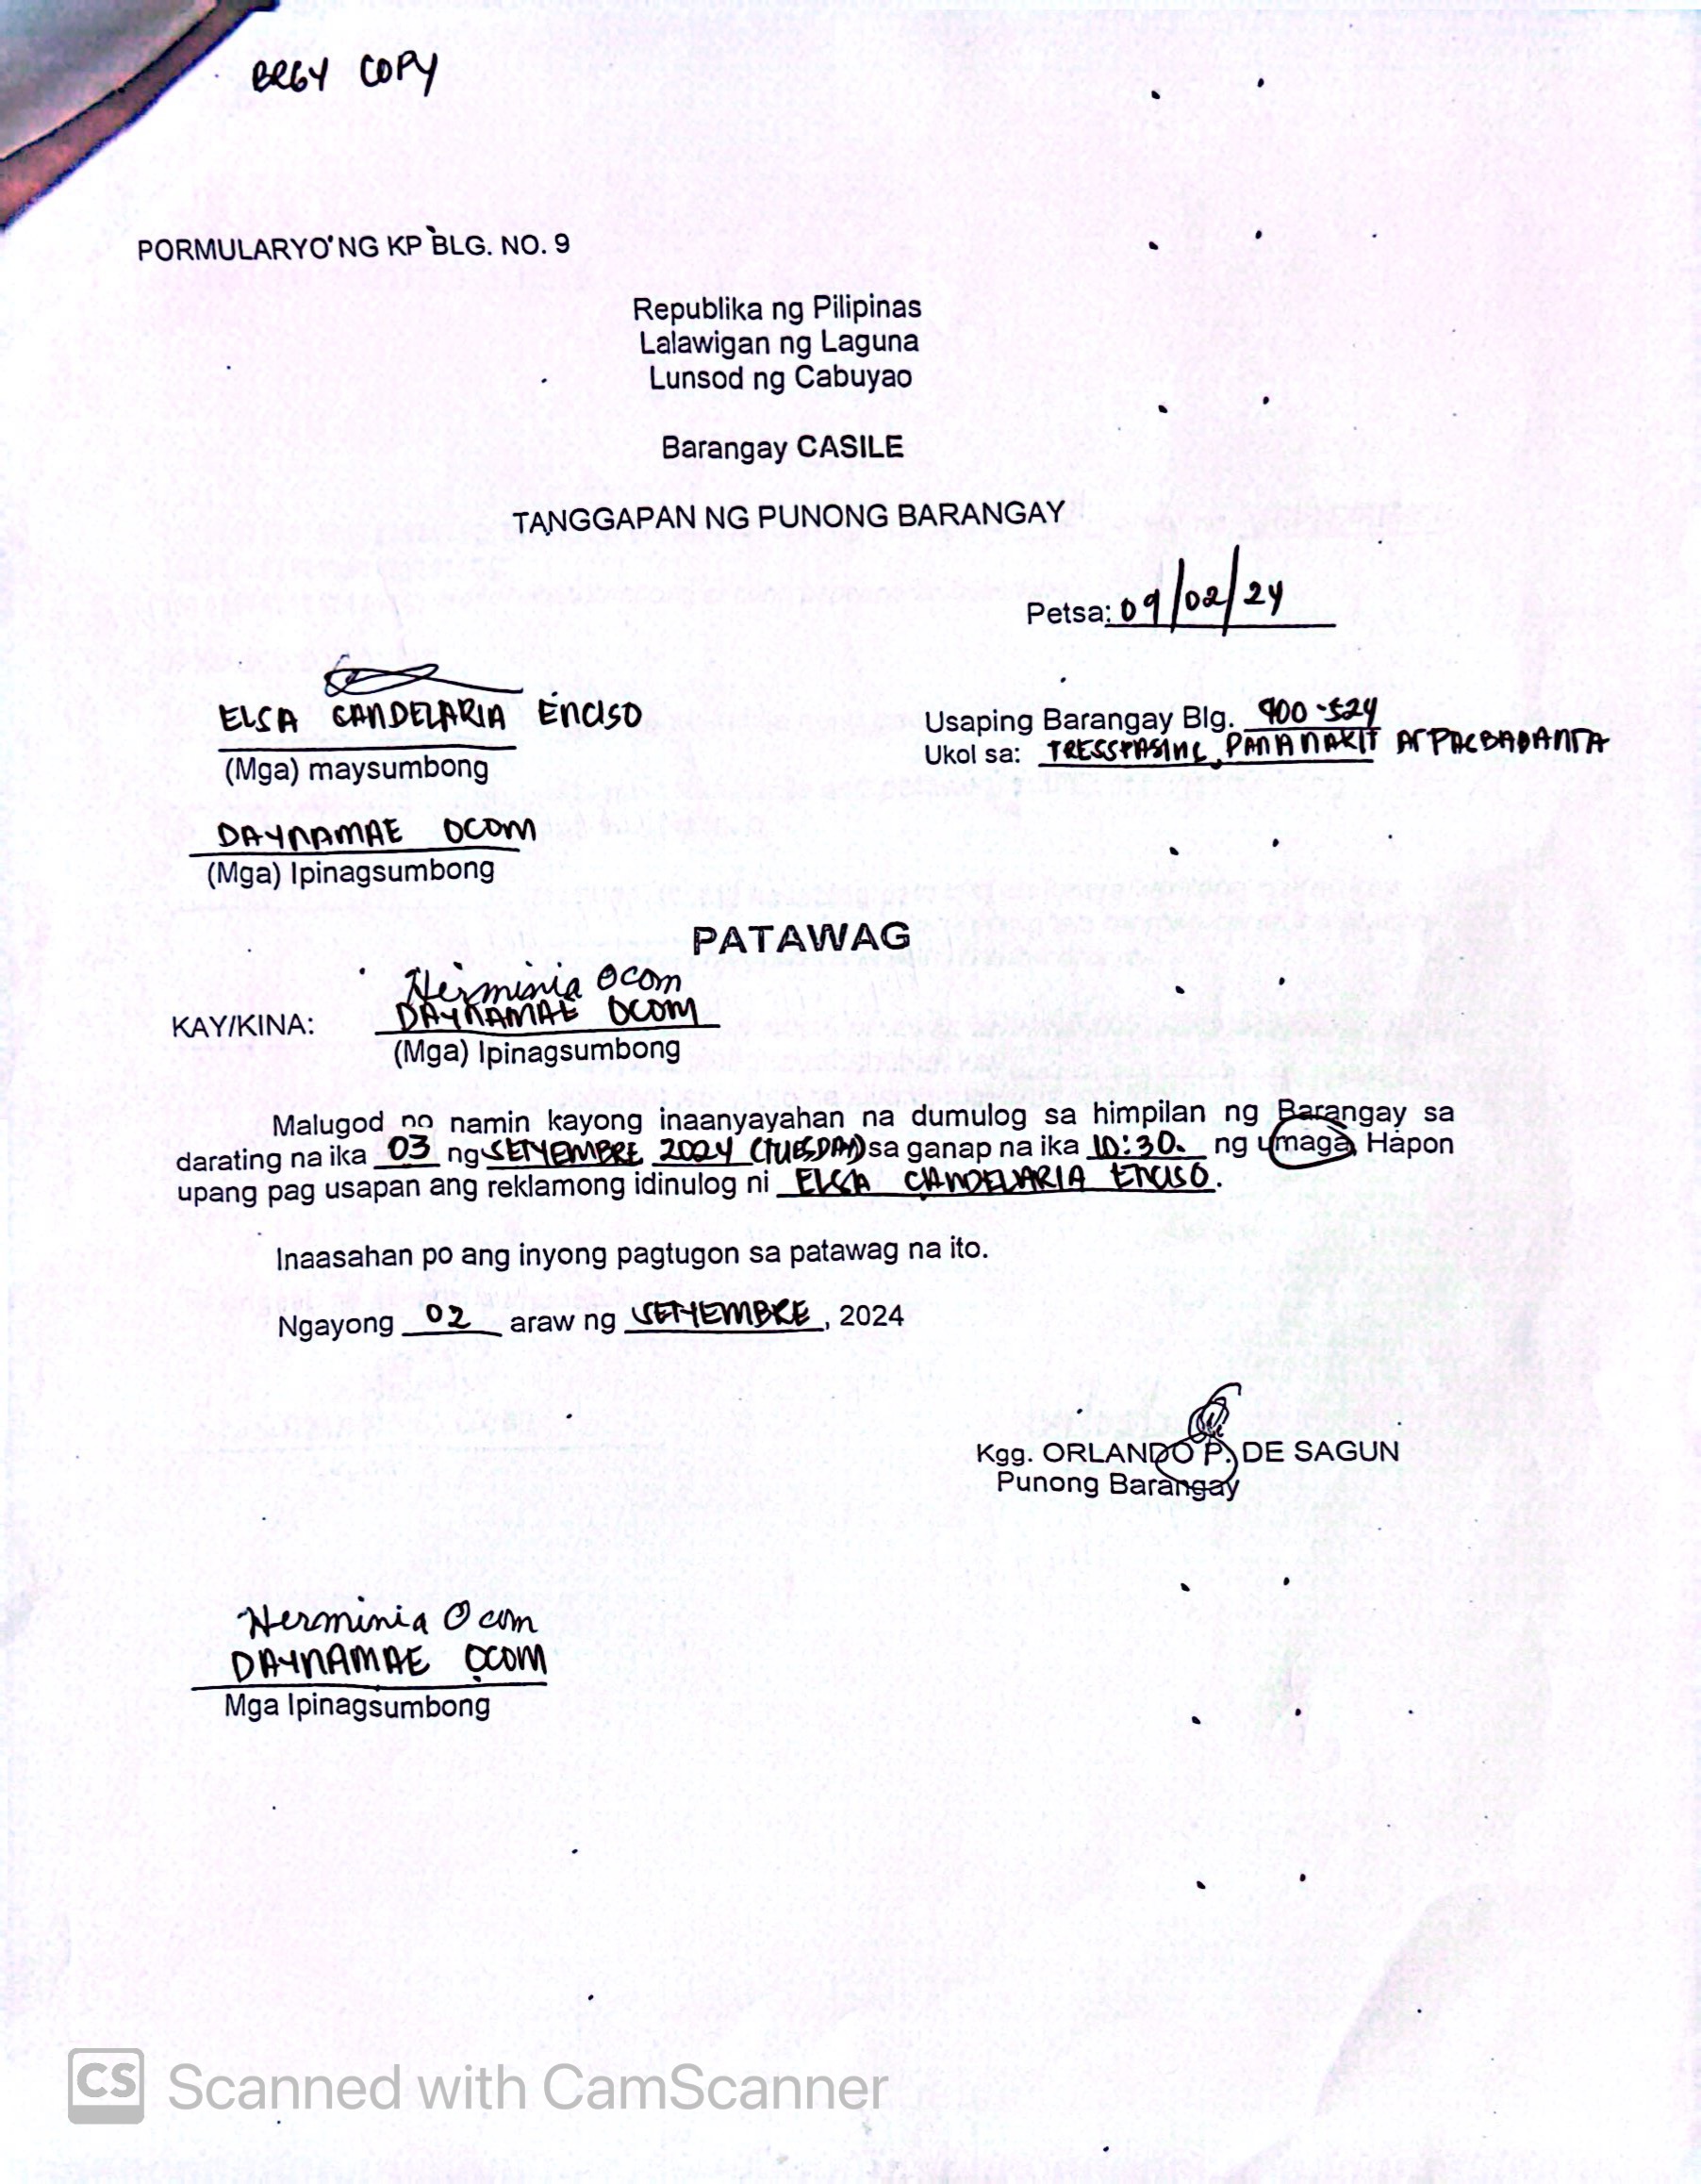 BRGY COPY
PORMULARYO NG KP BLG. NO. 9
Republika ng Pilipinas
Lalawigan ng Laguna
Lunsod ng Cabuyao
Barangay CASILE
TANGGAPAN NG PUNONG BARANGAY
Petsa: 09/02/24
ELSA CANDELARIA ENCISO
(Mga) maysumbong
Usaping Barangay Blg. 900-524
Ukol sa: TRESSPASING, PANANAKIT AT PAGBABANTA
DAYNAMAE OCOM
(Mga) Ipinagsumbong
PATAWAG
Herminia Ocom
KAY/KINA: DAYNAMAE OCOM
(Mga) Ipinagsumbong
Malugod po namin kayong inaanyayahan na dumulog sa himpilan ng Barangay sa
darating na ika 03 ng SETYEMBRE 2024 (TUESDAY) sa ganap na ika 10:30. ng umaga, Hapon
upang pag usapan ang reklamong idinulog ni ELSA CANDELARIA ENCISO.
Inaasahan po ang inyong pagtugon sa patawag na ito.
Ngayong 02 araw ng SETYEMBRE, 2024
Kgg. ORLANDO P. DE SAGUN
Punong Barangay
Herminia Ocom
DAYNAMAE OCOM
Mga Ipinagsumbong
CS Scanned with CamScanner